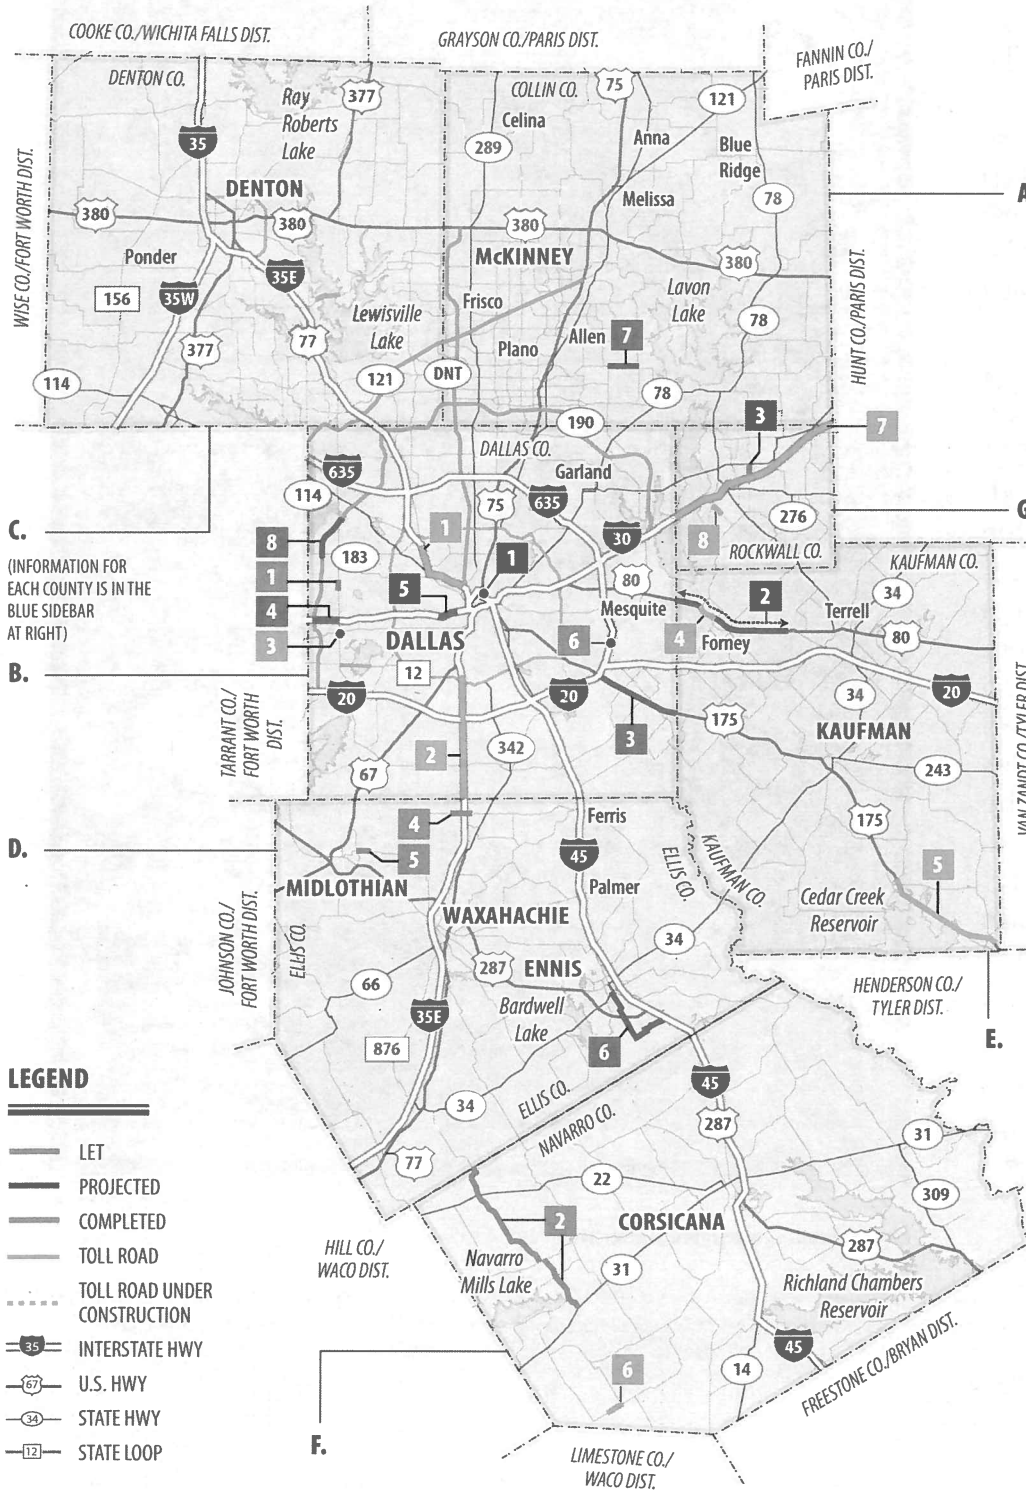 COOKE CO./WICHITA FALLS DIST.
GRAYSON CO./PARIS DIST.
FANNIN CO./
PARIS DIST.
DENTON CO.
COLLIN CO.
Ray
Roberts
Lake
377
75
121
Celina
289
Anna
Blue
Ridge
35
WISE CO./FORT WORTH DIST.
DENTON
Melissa
78
A
380
380
380
McKINNEY
380
Ponder
35E
156
35W
Frisco
Lavon
Lake
HUNT CO./PARIS DIST.
Lewisville
Lake
78
77
Allen
7
377
Plano
114
121
DNT
78
190
3
7
DALLAS CO.
635
Garland
114
75
635
C.
276
G
8
183
1
30
8
ROCKWALL CO.
KAUFMAN CO.
(INFORMATION FOR
EACH COUNTY IS IN THE
BLUE SIDEBAR
AT RIGHT)
1
5
1
80
2
34
4
Mesquite
Terrell
3
DALLAS
6
4
Forney
80
B.
12
20
20
34
20
TARRANT CO./
FORT WORTH
DIST.
175
KAUFMAN
VAN ZANDT CO./TYLER DIST.
342
3
2
67
243
4
Ferris
175
D.
5
45
ELLIS CO.
KAUFMAN CO.
5
MIDLOTHIAN
Palmer
Cedar Creek
Reservoir
JOHNSON CO./
FORT WORTH DIST.
ELLIS CO.
WAXAHACHIE
34
287
ENNIS
66
HENDERSON CO./
TYLER DIST.
Bardwell
Lake
35E
E.
876
6
LEGEND
45
34
ELLIS CO.
NAVARRO CO.
287
31
LET
77
22
PROJECTED
309
COMPLETED
2
CORSICANA
TOLL ROAD
HILL CO./
WACO DIST.
Navarro
Mills Lake
287
31
TOLL ROAD UNDER
CONSTRUCTION
Richland Chambers
Reservoir
35
INTERSTATE HWY
45
67
U.S. HWY
6
14
FREESTONE CO./BRYAN DIST.
34
STATE HWY
F.
12
STATE LOOP
LIMESTONE CO./
WACO DIST.